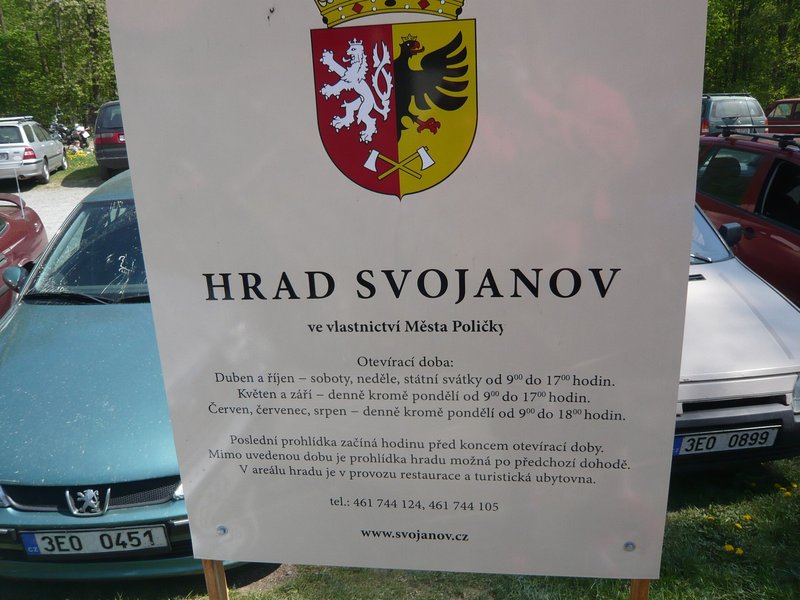 HRAD SVOJANOV
ve vlastnictví Města Poličky
Otevírací doba:
Duben a říjen – soboty, neděle, státní svátky od 9⁰⁰ do 17⁰⁰ hodin.
Květen a září – denně kromě pondělí od 9⁰⁰ do 17⁰⁰ hodin.
Červen, červenec, srpen – denně kromě pondělí od 9⁰⁰ do 18⁰⁰ hodin.
Poslední prohlídka začíná hodinu před koncem otevírací doby.
Mimo uvedenou dobu je prohlídka hradu možná po předchozí dohodě.
V areálu hradu je v provozu restaurace a turistická ubytovna.
tel.: 461 744 124, 461 744 105
www.svojanov.cz
3E0 0451
3E0 0899